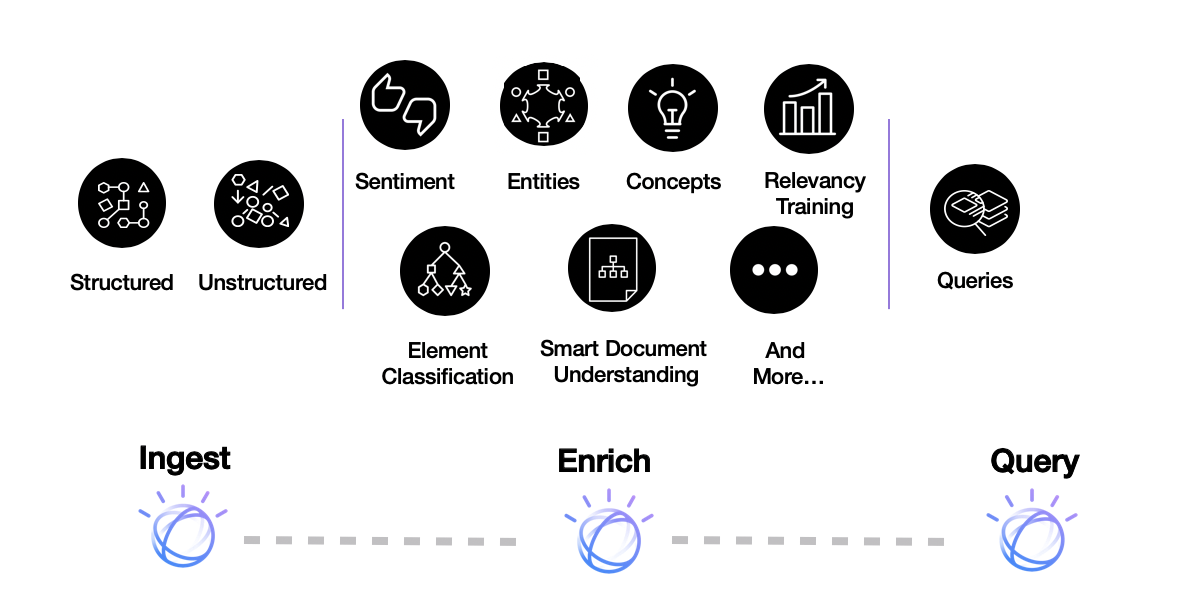 Structured
Unstructured
Sentiment
Entities
Concepts
Relevancy
Training
Element
Classification
Smart Document
Understanding
And
More...
Queries
Ingest
Enrich
Query